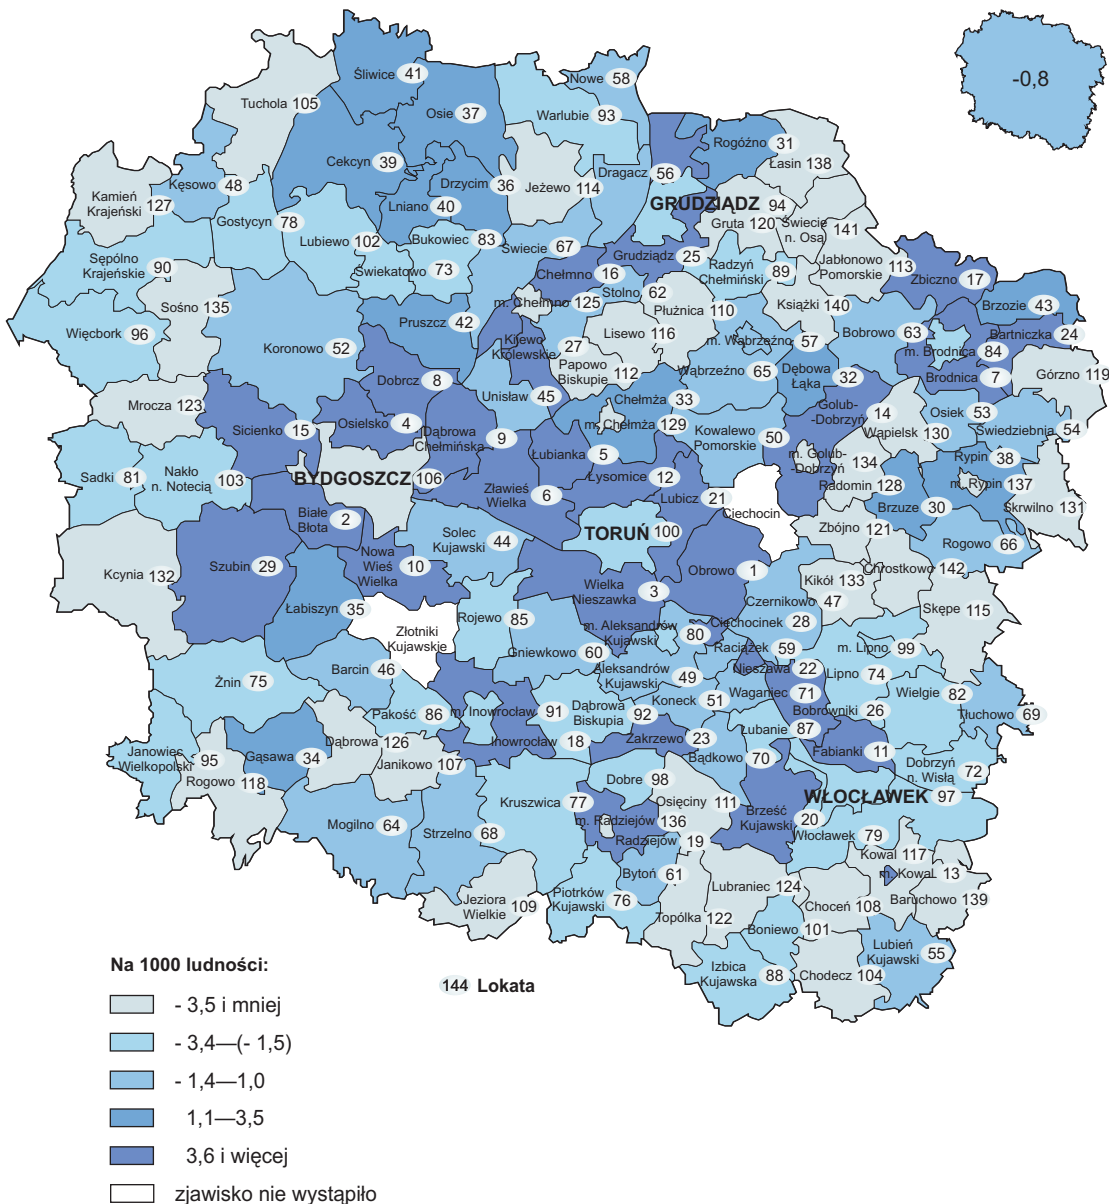 -0,8
Śliwice 41
Nowe 58
Tuchola 105
Osie 37
Warlubie 93
Rogóźno 31
Łasin 138
Cekcyn 39
Kęsowo 48
Drzycim 36
Jeżewo 114
Dragacz 56
Kamień
Krajeński 127
Lniano 40
GRUDZIĄDZ 94
Gruta 120
Świecie
n. Osą 141
Gostycyn 78
Lubiewo 102
Bukowiec 83
Świecie 67
Grudziądz 25
Sępólno
Krajeńskie 90
Świekatowo 73
Chełmno 16
Radzyń
Chełmiński 89
Jabłonowo
Pomorskie 113
Zbiczno 17
Sośno 135
m. Chełmno 125
Stolno 62
Płużnica 110
Książki 140
Brzozie 43
Więcbork 96
Koronowo 52
Pruszcz 42
Kijewo
Królewskie 27
Lisewo 116
m. Wąbrzeźno 57
Bobrowo 63
Bartniczka 24
m. Brodnica 84
Papowo
Biskupie 112
Wąbrzeźno 65
Dębowa
Łąka 32
Brodnica 7
Górzno 119
Dobrcz 8
Mrocza 123
Unisław 45
Chełmża 33
Golub-
-Dobrzyń 14
Osiek 53
Sicienko 15
Osielsko 4
Dąbrowa
Chełmińska 9
m. Chełmża 129
Kowalewo
Pomorskie 50
Wąpielsk 130
Świedziebnia 54
Łubianka 5
m. Golub-
-Dobrzyń 134
Rypin 38
Sadki 81
Nakło
n. Notecią 103
BYDGOSZCZ 106
Łysomice 12
Radomin 128
m. Rypin 137
Zławieś
Wielka 6
Lubicz 21
Ciechocin
Brzuze 30
Skrwilno 131
Białe
Błota 2
TORUŃ 100
Zbójno 121
Solec
Kujawski 44
Rogowo 66
Kcynia 132
Szubin 29
Nowa
Wieś
Wielka 10
Obrowo 1
Chrostkowo 142
Kikół 133
Wielka
Nieszawka 3
Łabiszyn 35
Czernikowo 47
Skępe 115
Złotniki
Kujawskie
Rojewo 85
m. Aleksandrów
Kujawski 80
Ciechocinek 28
Gniewkowo 60
Raciążek 59
m. Lipno 99
Żnin 75
Barcin 46
Aleksandrów
Kujawski 49
Nieszawa 22
Lipno 74
Waganiec 71
Wielgie 82
Pakość 86
m. Inowrocław 91
Dąbrowa
Biskupia 92
Koneck 51
Bobrowniki 26
Tłuchowo 69
Lubanie 87
Janowiec
Wielkopolski 95
Gąsawa 34
Dąbrowa 126
Inowrocław 18
Zakrzewo 23
Fabianki 11
Janikowo 107
Bądkowo 70
Dobrzyń
n. Wisłą 72
Rogowo 118
Dobre 98
WŁOCŁAWEK 97
Kruszwica 77
Osięciny 111
Brześć
Kujawski 20
Mogilno 64
Strzelno 68
m. Radziejów 136
Włocławek 79
Radziejów 19
Kowal 117
m. Kowal 13
Bytoń 61
Lubraniec 124
Jeziora
Wielkie 109
Piotrków
Kujawski 76
Choceń 108
Baruchowo 139
Topólka 122
Boniewo 101
Lubień
Kujawski 55
Izbica
Kujawska 88
Chodecz 104
Na 1000 ludności:
144 Lokata
- 3,5 i mniej
- 3,4—(- 1,5)
- 1,4—1,0
1,1—3,5
3,6 i więcej
zjawisko nie wystąpiło